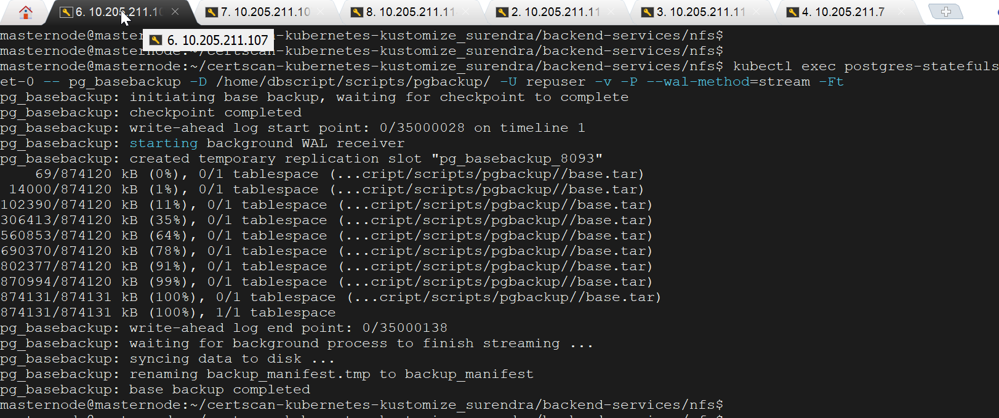 6. 10.205.211.10
7. 10.205.211.10
8. 10.205.211.11
2. 10.205.211.11
3. 10.205.211.11
4. 10.205.211.7
6. 10.205.211.107
masternode@master -kubernetes-kustomize_surendra/backend-services/nfs$
masternode@masternode:~/certscan-kubernetes-kustomize_surendra/backend-services/nfs$
masternode@masternode:~/certscan-kubernetes-kustomize_surendra/backend-services/nfs$ kubectl exec postgres-statefuls
et-0 -- pg_basebackup -D /home/dbscript/scripts/pgbackup/ -U repuser -v -P --wal-method=stream -Ft
pg_basebackup: initiating base backup, waiting for checkpoint to complete
pg_basebackup: checkpoint completed
pg_basebackup: write-ahead log start point: 0/35000028 on timeline 1
pg_basebackup: starting background WAL receiver
pg_basebackup: created temporary replication slot "pg_basebackup_8093"
69/874120 kB (0%), 0/1 tablespace (...cript/scripts/pgbackup//base.tar)
14000/874120 kB (1%), 0/1 tablespace (...cript/scripts/pgbackup//base.tar)
102390/874120 kB (11%), 0/1 tablespace (...cript/scripts/pgbackup//base.tar)
306413/874120 kB (35%), 0/1 tablespace (...cript/scripts/pgbackup//base.tar)
560853/874120 kB (64%), 0/1 tablespace (...cript/scripts/pgbackup//base.tar)
690370/874120 kB (78%), 0/1 tablespace (...cript/scripts/pgbackup//base.tar)
802377/874120 kB (91%), 0/1 tablespace (...cript/scripts/pgbackup//base.tar)
870994/874120 kB (99%), 0/1 tablespace (...cript/scripts/pgbackup//base.tar)
874131/874131 kB (100%), 0/1 tablespace (...cript/scripts/pgbackup//base.tar)
874131/874131 kB (100%), 1/1 tablespace
pg_basebackup: write-ahead log end point: 0/35000138
pg_basebackup: waiting for background process to finish streaming ...
pg_basebackup: syncing data to disk ...
pg_basebackup: renaming backup_manifest.tmp to backup_manifest
pg_basebackup: base backup completed
masternode@masternode:~/certscan-kubernetes-kustomize_surendra/backend-services/nfs$